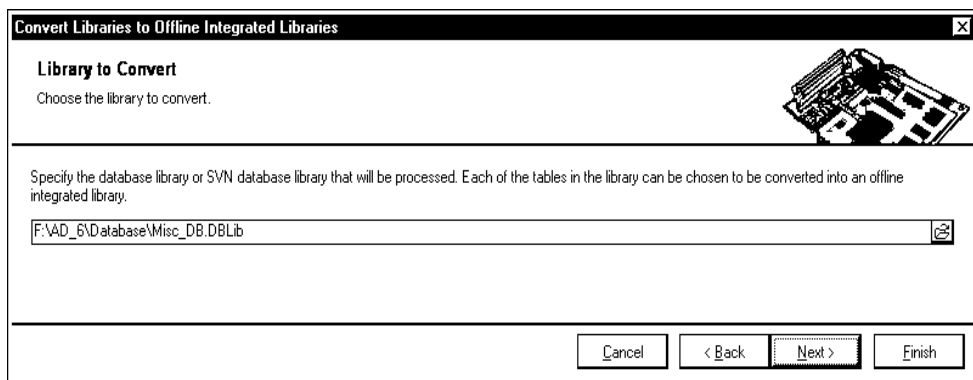 Convert Libraries to Offline Integrated Libraries
Library to Convert
Choose the library to convert.
Specify the database library or SVN database library that will be processed. Each of the tables in the library can be chosen to be converted into an offline
integrated library.
F:\AD_6\Database\Misc_DB.DBLib
Cancel < Back Next > Finish